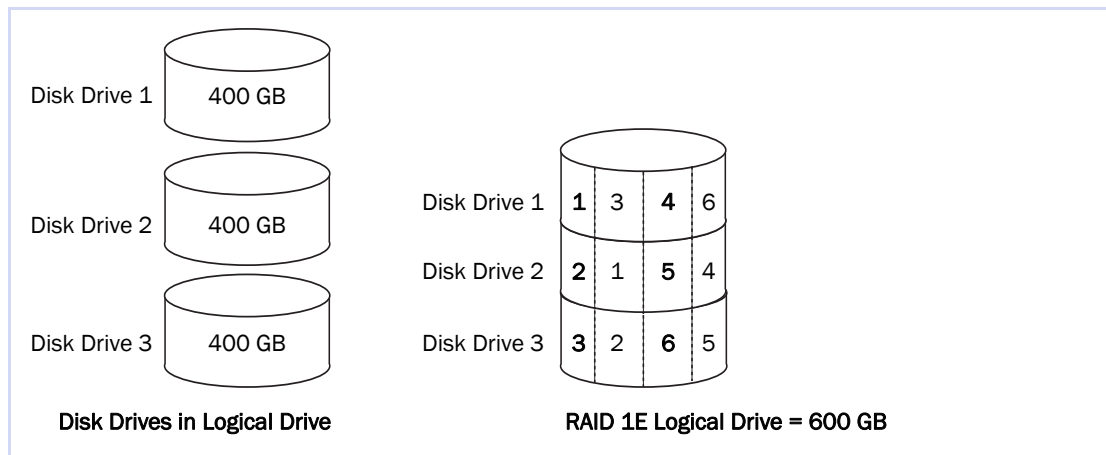 Disk Drive 1 400 GB
Disk Drive 2 400 GB
Disk Drive 3 400 GB
Disk Drives in Logical Drive
Disk Drive 1 1 3 4 6
Disk Drive 2 2 1 5 4
Disk Drive 3 3 2 6 5
RAID 1E Logical Drive = 600 GB